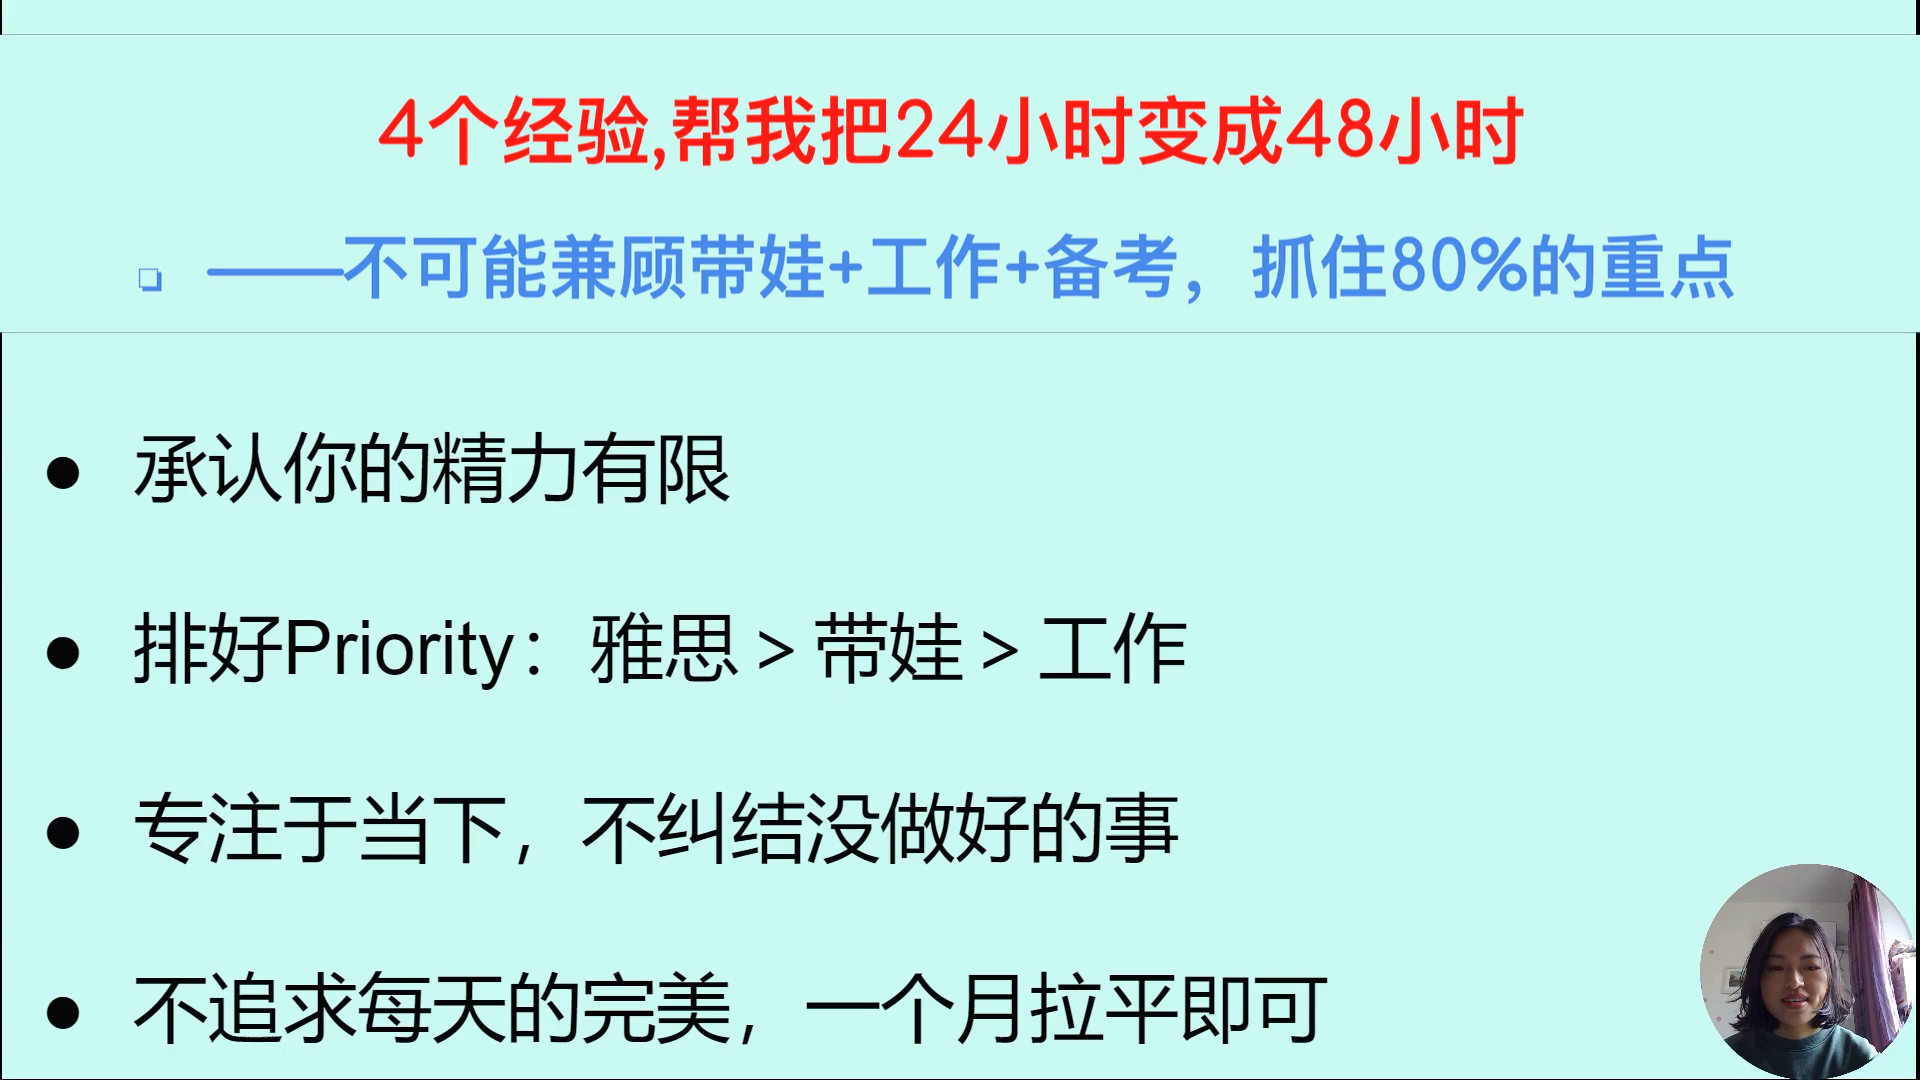 4个经验,帮我把24小时变成48小时
❏ ——不可能兼顾带娃+工作+备考，抓住80%的重点
● 承认你的精力有限
● 排好Priority：雅思 > 带娃 > 工作
● 专注于当下，不纠结没做好的事
● 不追求每天的完美，一个月拉平即可